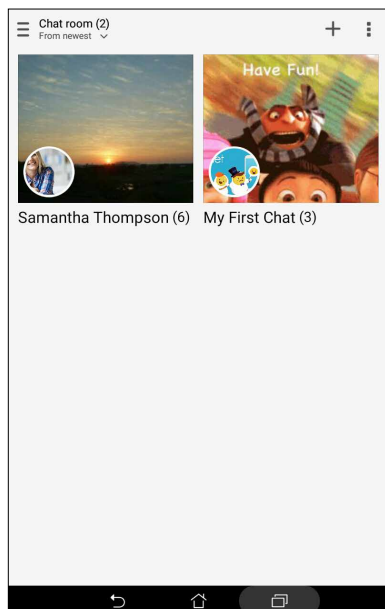 Chat room (2)
From newest
Have Fun!
Samantha Thompson (6)
My First Chat (3)